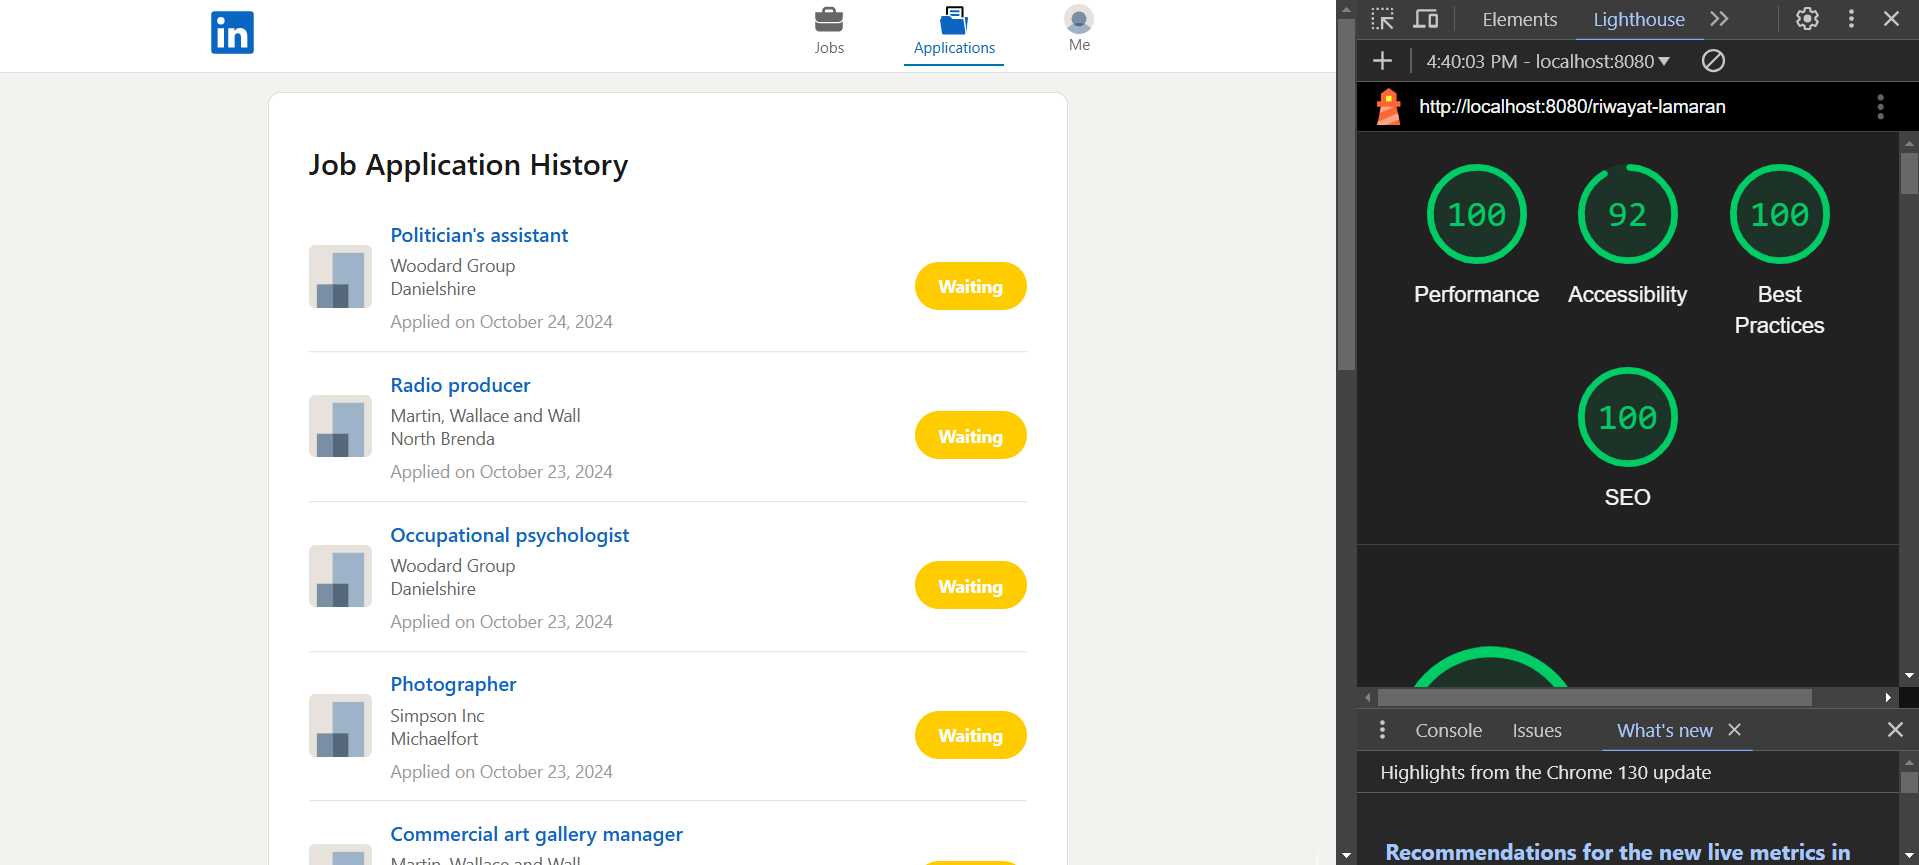 in
Jobs
Applications
Me
Job Application History
Politician's assistant
Woodard Group
Danielshire
Applied on October 24, 2024
Waiting
Radio producer
Martin, Wallace and Wall
North Brenda
Applied on October 23, 2024
Waiting
Occupational psychologist
Woodard Group
Danielshire
Applied on October 23, 2024
Waiting
Photographer
Simpson Inc
Michaelfort
Applied on October 23, 2024
Waiting
Commercial art gallery manager
Martin, Wallace and Wall
Elements
Lighthouse
4:40:03 PM - localhost:8080
http://localhost:8080/riwayat-lamaran
100
Performance
92
Accessibility
100
Best
Practices
100
SEO
Console
Issues
What's new
Highlights from the Chrome 130 update
Recommendations for the new live metrics in